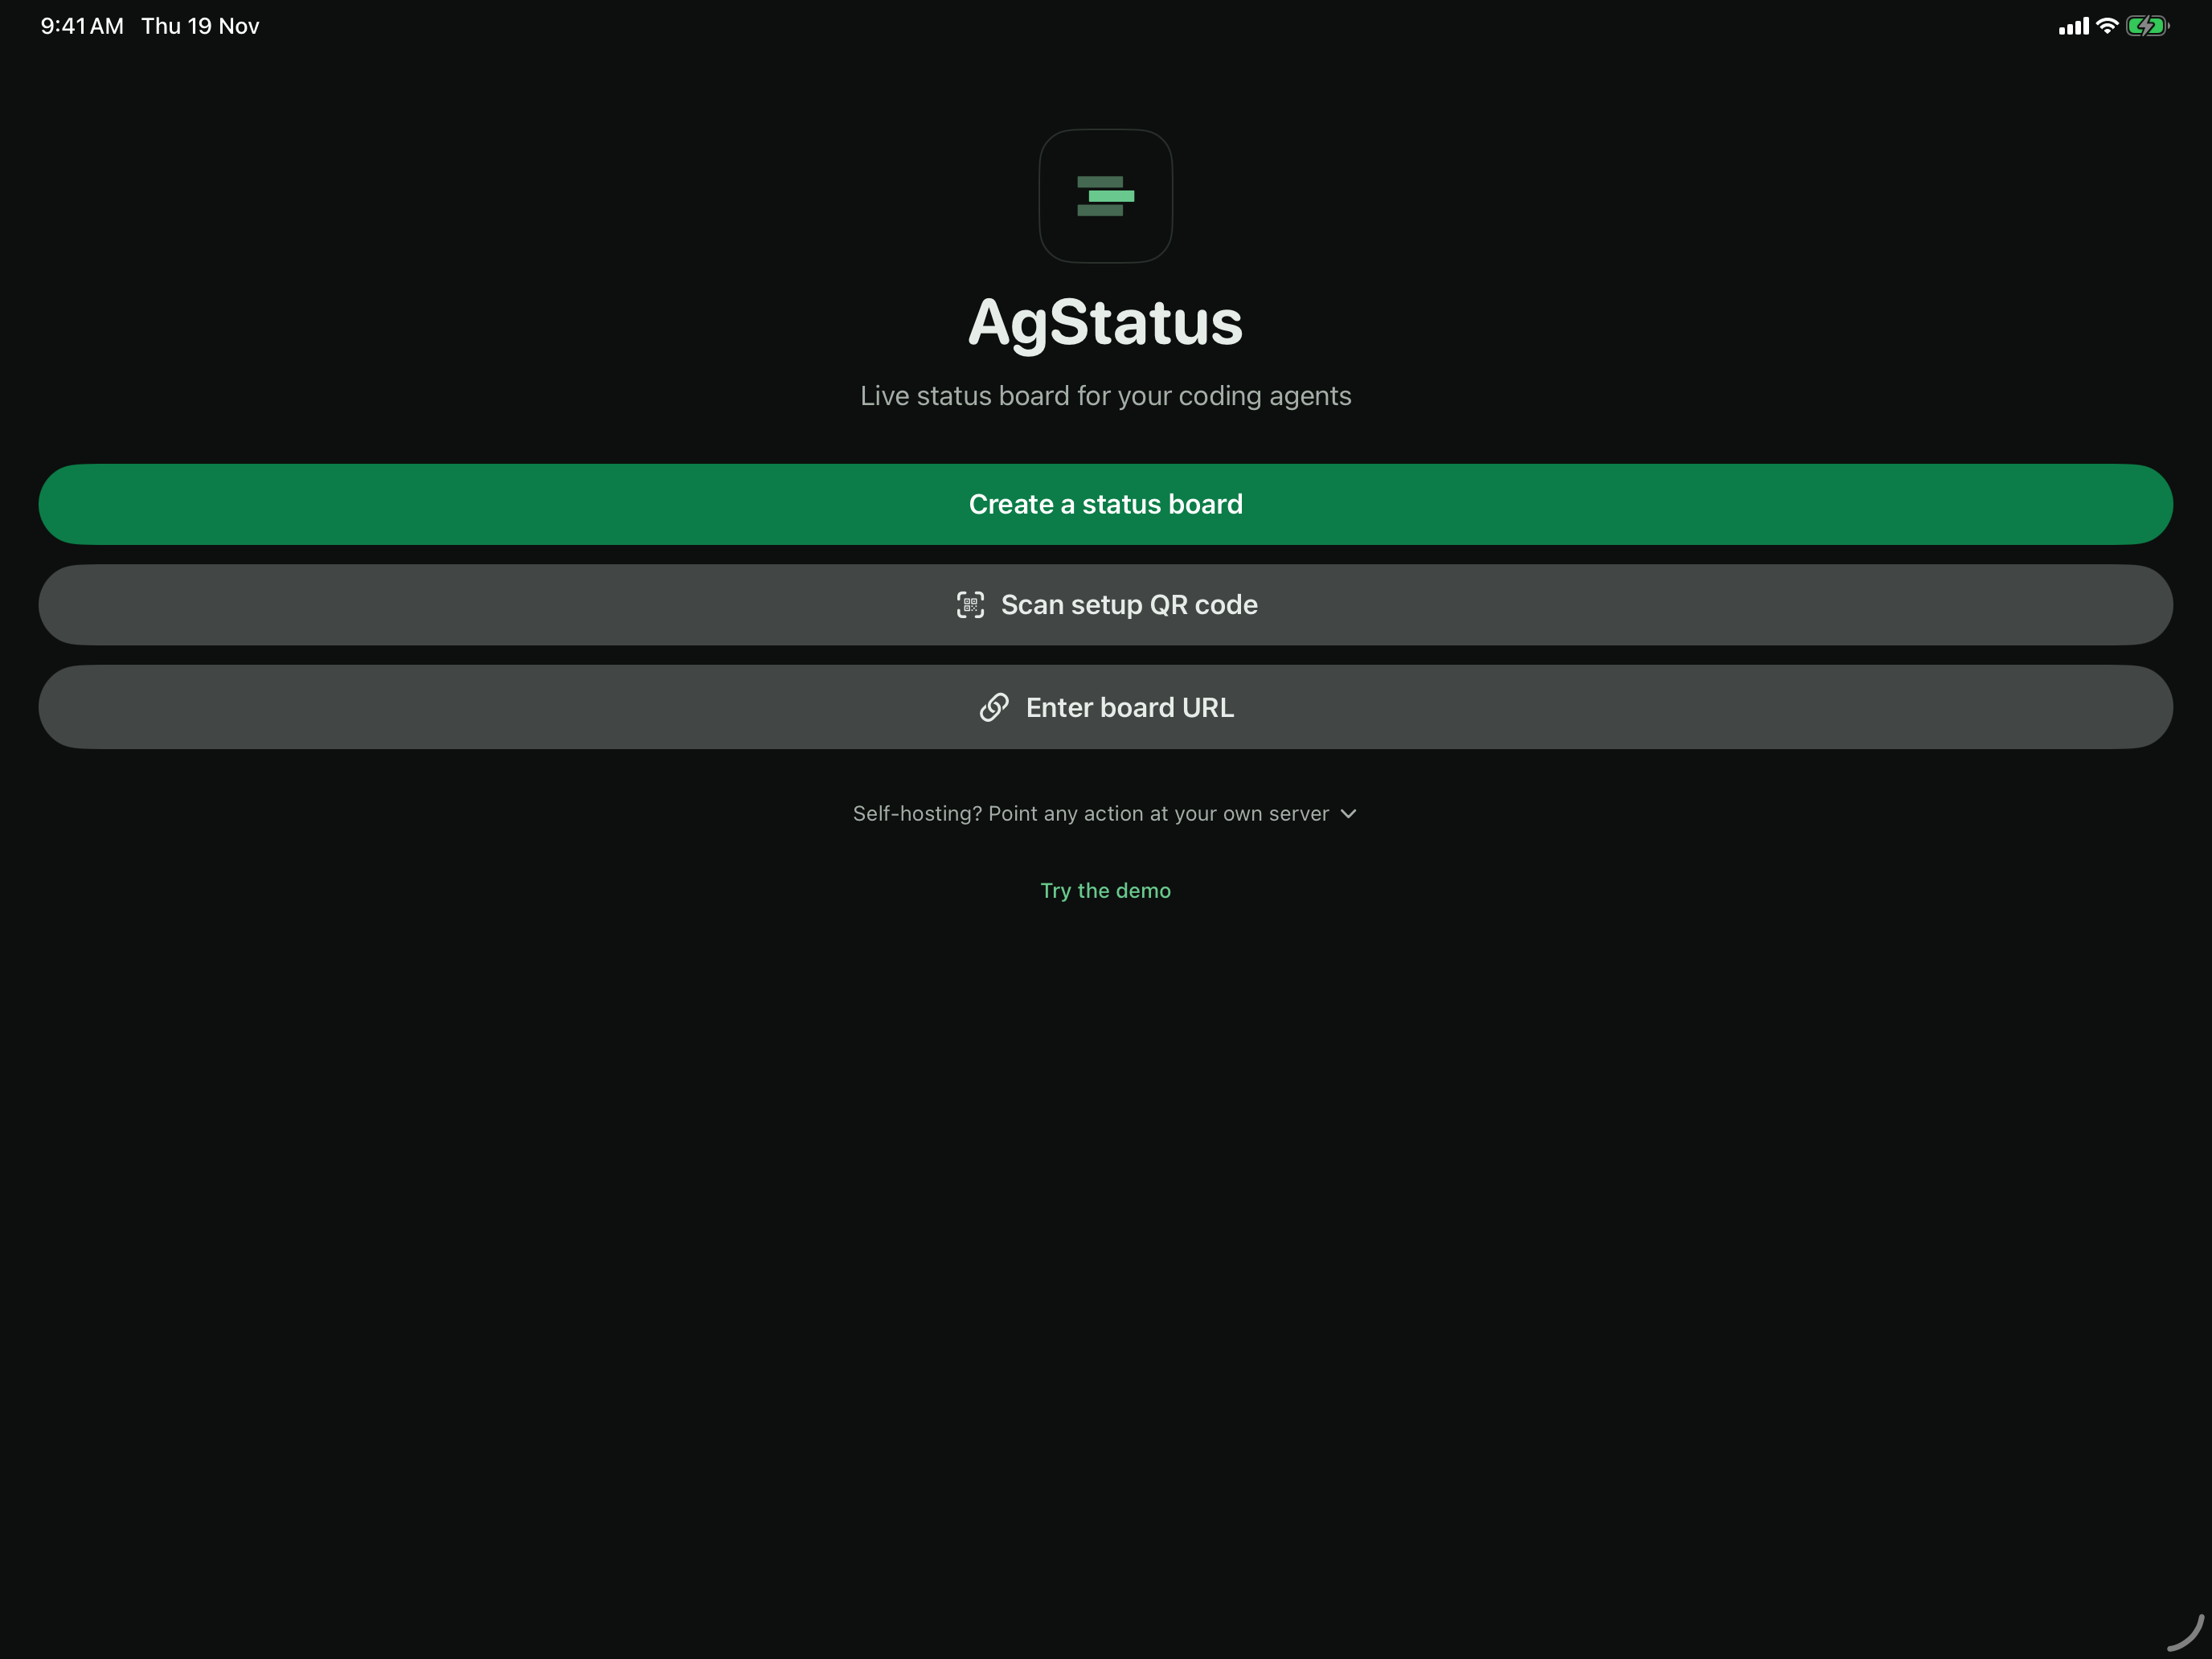 9:41 AM Thu 19 Nov
AgStatus
Live status board for your coding agents
Create a status board
Scan setup QR code
Enter board URL
Self-hosting? Point any action at your own server
Try the demo